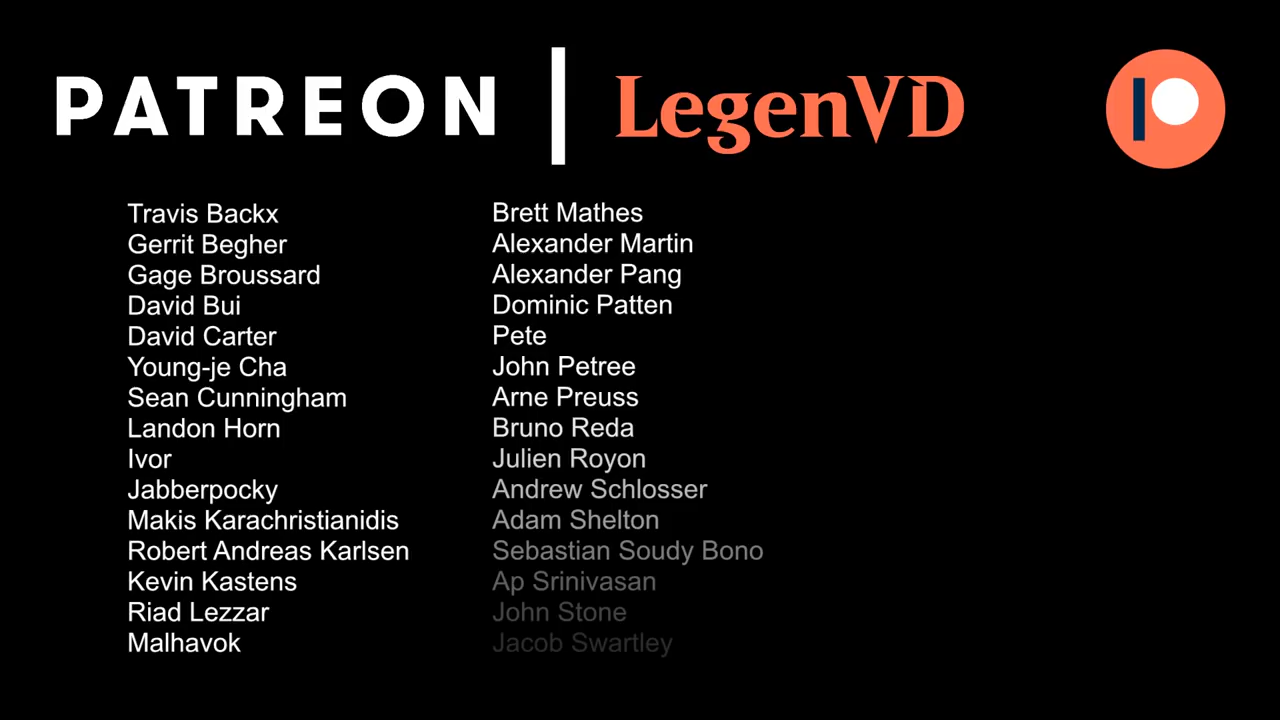 PATREON | LegenVD
Travis Backx
Gerrit Begher
Gage Broussard
David Bui
David Carter
Young-je Cha
Sean Cunningham
Landon Horn
Ivor
Jabberpocky
Makis Karachristianidis
Robert Andreas Karlsen
Kevin Kastens
Riad Lezzar
Malhavok
Brett Mathes
Alexander Martin
Alexander Pang
Dominic Patten
Pete
John Petree
Arne Preuss
Bruno Reda
Julien Royon
Andrew Schlosser
Adam Shelton
Sebastian Soudy Bono
Ap Srinivasan
John Stone
Jacob Swartley